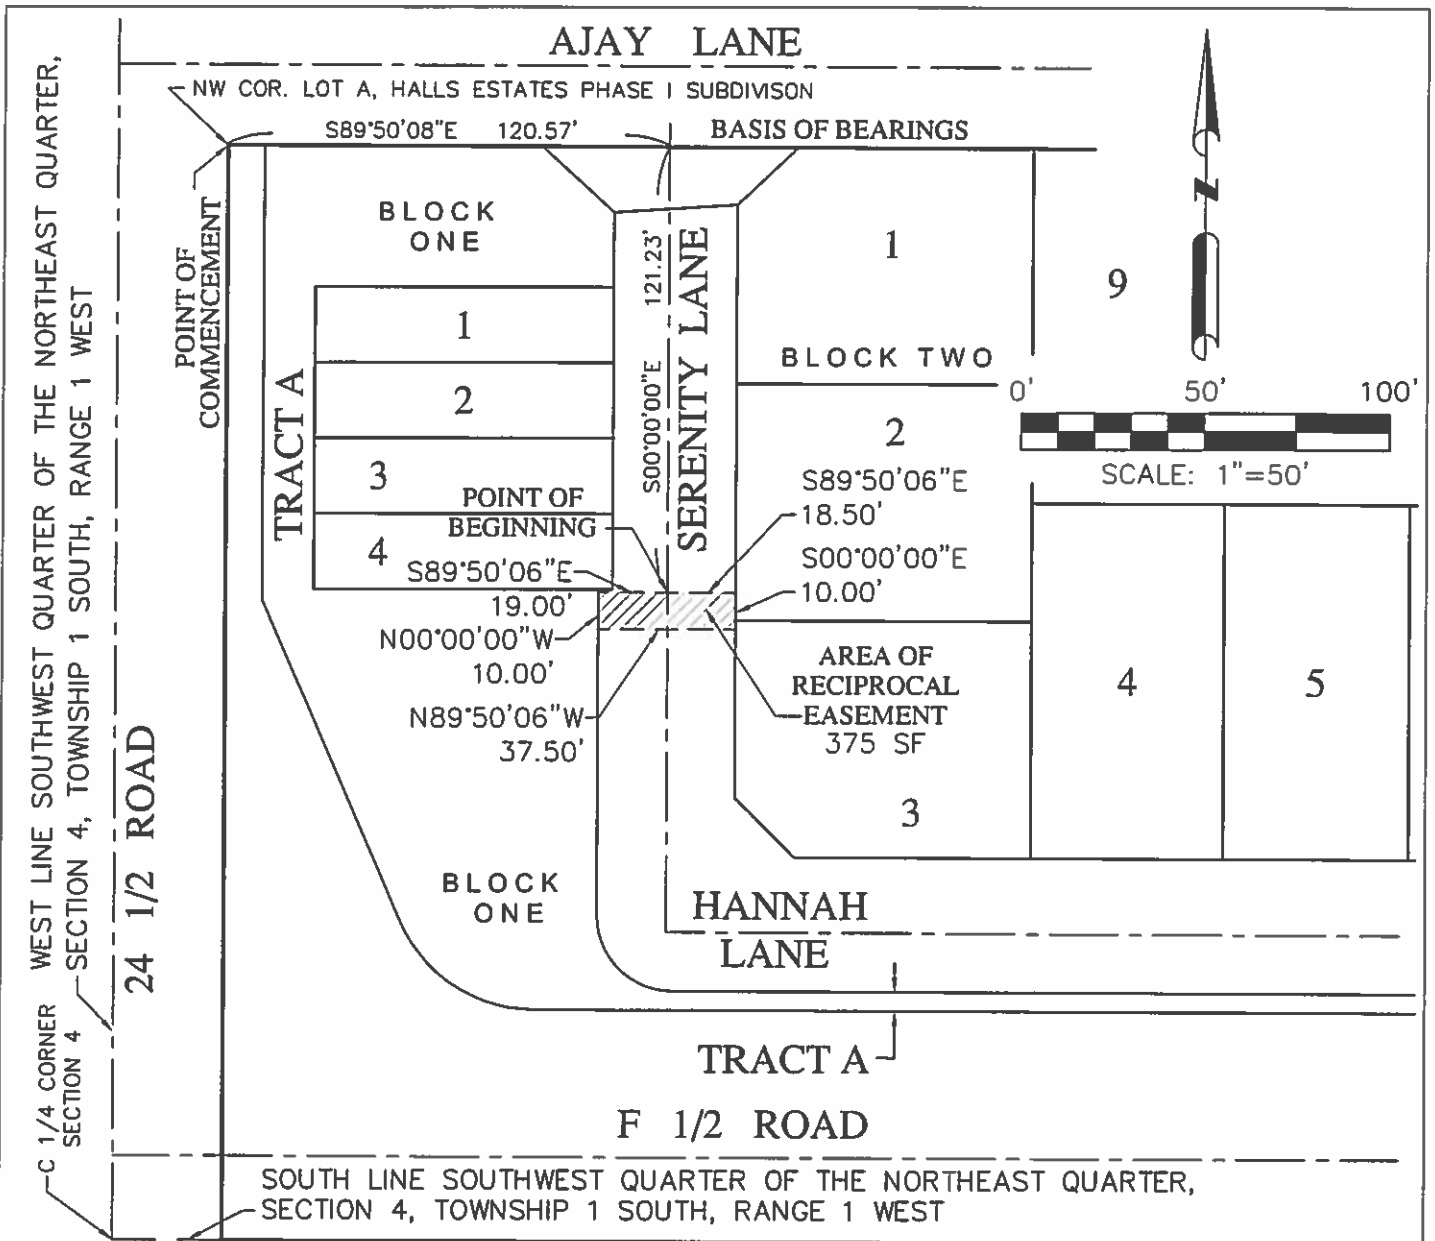 AJAY LANE
NW COR. LOT A, HALLS ESTATES PHASE I SUBDIVISON
S89°50'08"E 120.57'
BASIS OF BEARINGS
WEST LINE SOUTHWEST QUARTER OF THE NORTHEAST QUARTER,
SECTION 4, TOWNSHIP 1 SOUTH, RANGE 1 WEST
24 1/2 ROAD
C 1/4 CORNER
SECTION 4
POINT OF
COMMENCEMENT
TRACT A
BLOCK
ONE
1
2
3
4
S00°00'00"E 121.23'
SERENITY LANE
POINT OF
BEGINNING
S89°50'06"E
19.00'
N00°00'00"W
10.00'
N89°50'06"W
37.50'
1
BLOCK TWO
2
S89°50'06"E
18.50'
S00°00'00"E
10.00'
AREA OF
RECIPROCAL
EASEMENT
375 SF
3
9
N
0' 50' 100'
SCALE: 1"=50'
4
5
BLOCK
ONE
HANNAH
LANE
TRACT A
F 1/2 ROAD
SOUTH LINE SOUTHWEST QUARTER OF THE NORTHEAST QUARTER,
SECTION 4, TOWNSHIP 1 SOUTH, RANGE 1 WEST